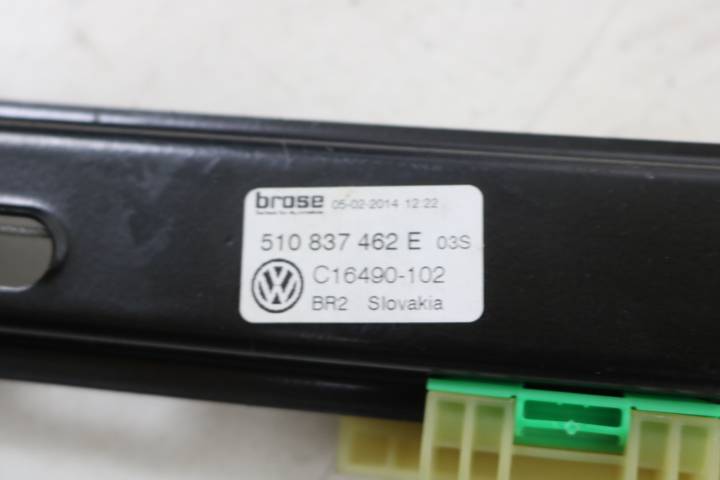 brose 05-02-2014 12:22
510 837 462 E 03S
C16490-102
BR2 Slovakia